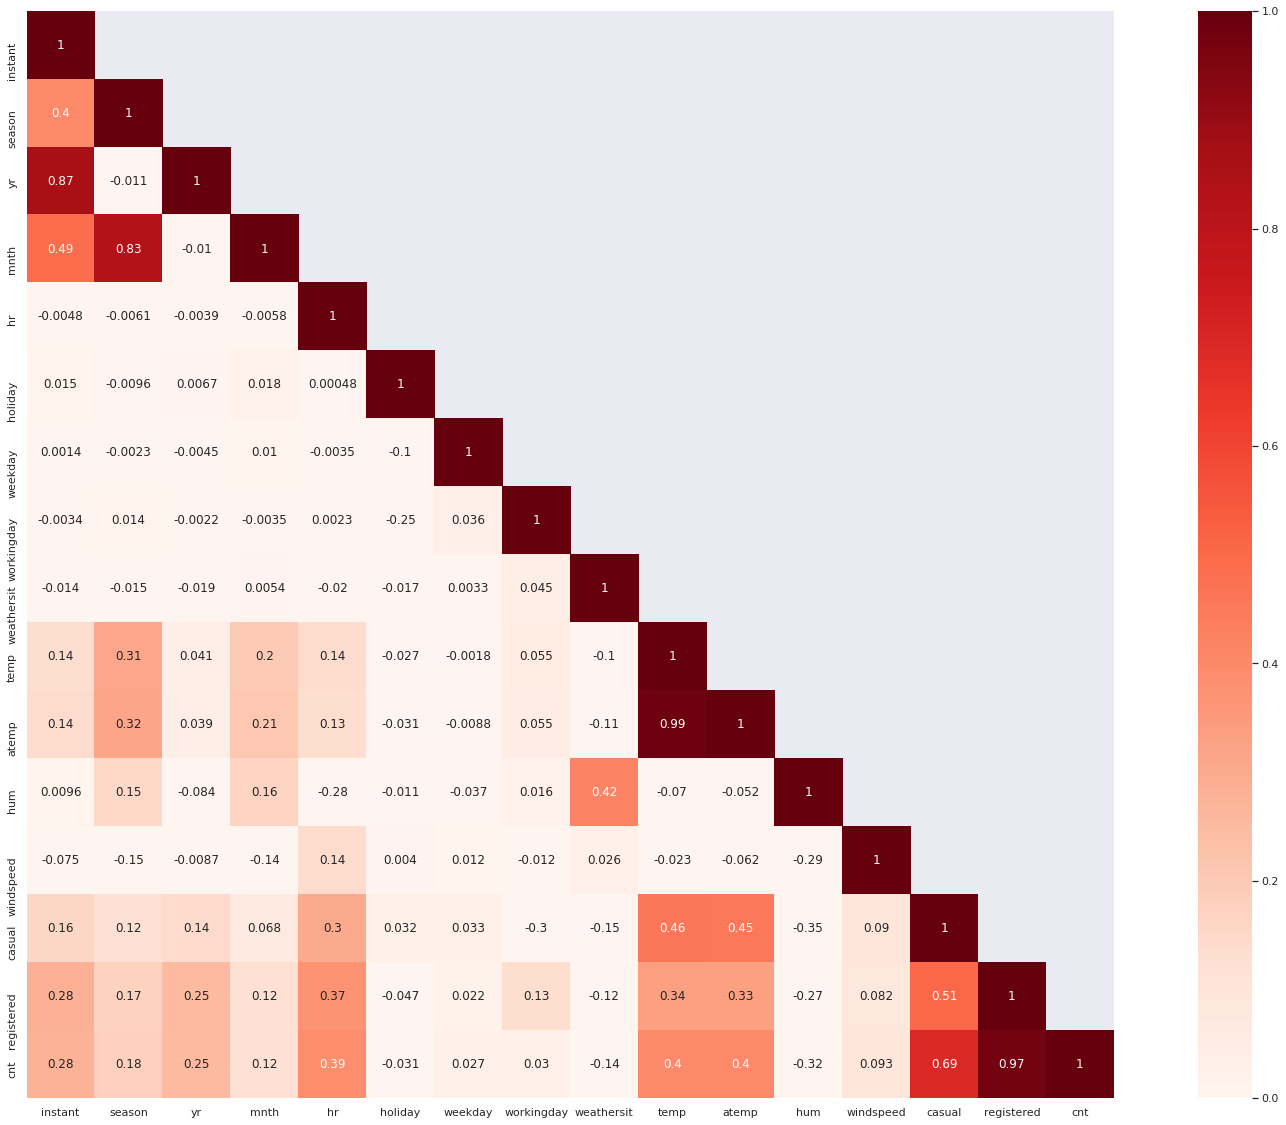 instant 1
season 0.4 1
yr 0.87 -0.011 1
mnth 0.49 0.83 -0.01 1
hr -0.0048 -0.0061 -0.0039 -0.0058 1
holiday 0.015 -0.0096 0.0067 0.018 0.00048 1
weekday 0.0014 -0.0023 -0.0045 0.01 -0.0035 -0.1 1
workingday -0.0034 0.014 -0.0022 -0.0035 0.0023 -0.25 0.036 1
weathersit -0.014 -0.015 -0.019 0.0054 -0.02 -0.017 0.0033 0.045 1
temp 0.14 0.31 0.041 0.2 0.14 -0.027 -0.0018 0.055 -0.1 1
atemp 0.14 0.32 0.039 0.21 0.13 -0.031 -0.0088 0.055 -0.11 0.99 1
hum 0.0096 0.15 -0.084 0.16 -0.28 -0.011 -0.037 0.016 0.42 -0.07 -0.052 1
windspeed -0.075 -0.15 -0.0087 -0.14 0.14 0.004 0.012 -0.012 0.026 -0.023 -0.062 -0.29 1
casual 0.16 0.12 0.14 0.068 0.3 0.032 0.033 -0.3 -0.15 0.46 0.45 -0.35 0.09 1
registered 0.28 0.17 0.25 0.12 0.37 -0.047 0.022 0.13 -0.12 0.34 0.33 -0.27 0.082 0.51 1
cnt 0.28 0.18 0.25 0.12 0.39 -0.031 0.027 0.03 -0.14 0.4 0.4 -0.32 0.093 0.69 0.97 1
instant season yr mnth hr holiday weekday workingday weathersit temp atemp hum windspeed casual registered cnt
1.0
0.8
0.6
0.4
0.2
0.0